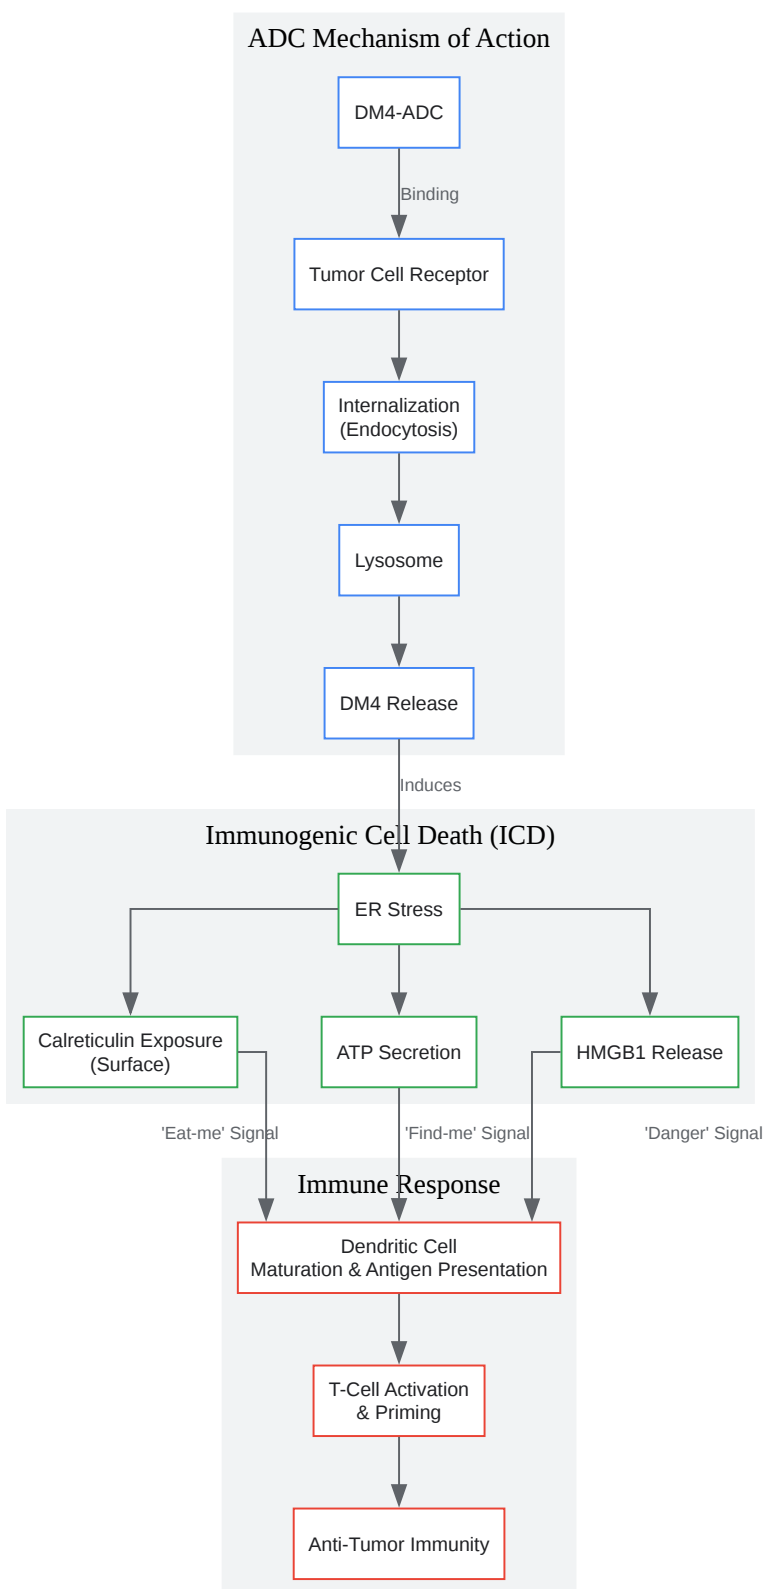 ADC Mechanism of Action
DM4-ADC
Binding
Tumor Cell Receptor
Internalization
(Endocytosis)
Lysosome
DM4 Release
Induces
Immunogenic Cell Death (ICD)
ER Stress
Calreticulin Exposure
(Surface)
ATP Secretion
HMGB1 Release
'Eat-me' Signal
'Find-me' Signal
'Danger' Signal
Immune Response
Dendritic Cell
Maturation & Antigen Presentation
T-Cell Activation
& Priming
Anti-Tumor Immunity